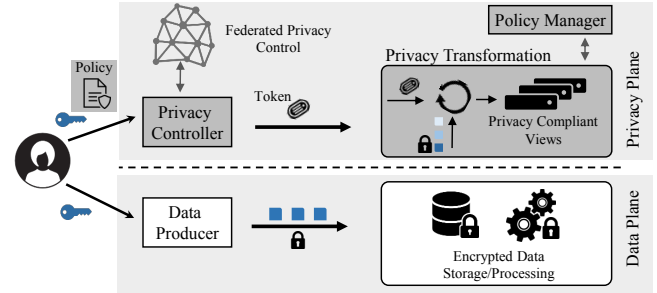 Federated Privacy
Control
Policy Manager
Policy
Privacy Transformation
Token
Privacy
Controller
Privacy Compliant
Views
Privacy Plane
Data
Producer
Encrypted Data
Storage/Processing
Data Plane